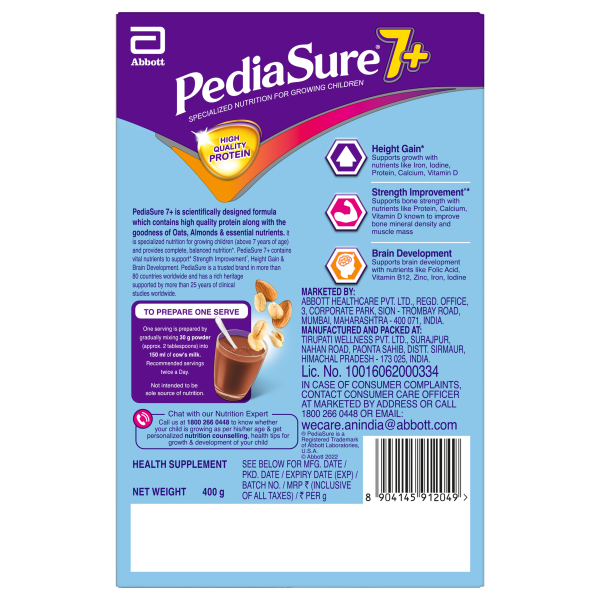 Abbott
PediaSure® 7+
SPECIALIZED NUTRITION FOR GROWING CHILDREN
HIGH
QUALITY
PROTEIN
Height Gain*
Supports growth with
nutrients like Iron, Iodine,
Protein, Calcium, Vitamin D
Strength Improvement^*
Supports bone strength with
nutrients like Protein, Calcium,
Vitamin D known to improve
bone mineral density and
muscle mass
Brain Development
Supports brain development
with nutrients like Folic Acid,
Vitamin B12, Zinc, Iron, Iodine
PediaSure 7+ is scientifically designed formula
which contains high quality protein along with the
goodness of Oats, Almonds & essential nutrients. It
is specialized nutrition for growing children (above 7 years of age)
and provides complete, balanced nutrition*. PediaSure 7+ contains
vital nutrients to support* Strength Improvement^, Height Gain &
Brain Development. PediaSure is a trusted brand in more than
80 countries worldwide and has a rich heritage
supported by more than 25 years of clinical
studies worldwide.
TO PREPARE ONE SERVE
One serving is prepared by
gradually mixing 30 g powder
(approx. 2 tablespoons) into
150 ml of cow's milk.
Recommended servings
twice a Day.
Not intended to be
sole source of nutrition.
Chat with our Nutrition Expert
Call us at 1800 266 0448 to know whether
your child is growing as per his/her age & get
personalized nutrition counselling, health tips for
growth & development of your child
MARKETED BY:
ABBOTT HEALTHCARE PVT. LTD., REGD. OFFICE,
3, CORPORATE PARK, SION - TROMBAY ROAD,
MUMBAI, MAHARASHTRA - 400 071, INDIA.
MANUFACTURED AND PACKED AT:
TIRUPATI WELLNESS PVT. LTD., SURAJPUR,
NAHAN ROAD, PAONTA SAHIB, DISTT. SIRMAUR,
HIMACHAL PRADESH - 173 025, INDIA.
Lic. No. 10016062000334
IN CASE OF CONSUMER COMPLAINTS,
CONTACT CONSUMER CARE OFFICER
AT MARKETED BY ADDRESS OR CALL
1800 266 0448 OR EMAIL:
wecare.anindia@abbott.com
® PediaSure is a
Registered Trademark
of Abbott Laboratories,
U.S.A.
© Abbott 2022
HEALTH SUPPLEMENT
NET WEIGHT 400 g
SEE BELOW FOR MFG. DATE /
PKD. DATE / EXPIRY DATE (EXP) /
BATCH NO. / MRP ₹ (INCLUSIVE
OF ALL TAXES) / ₹ PER g
8 904145 912049 >